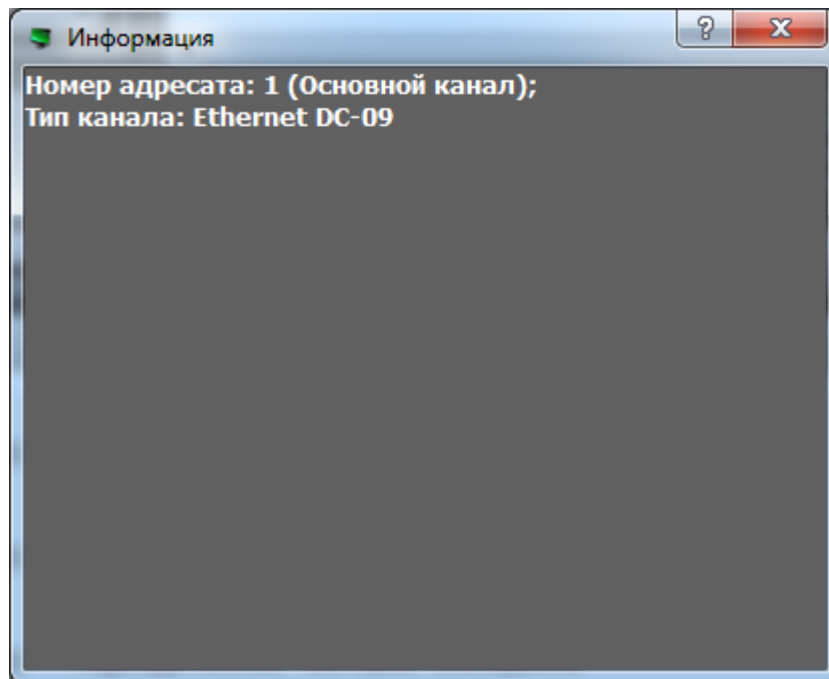 Информация
Номер адресата: 1 (Основной канал);
Тип канала: Ethernet DC-09